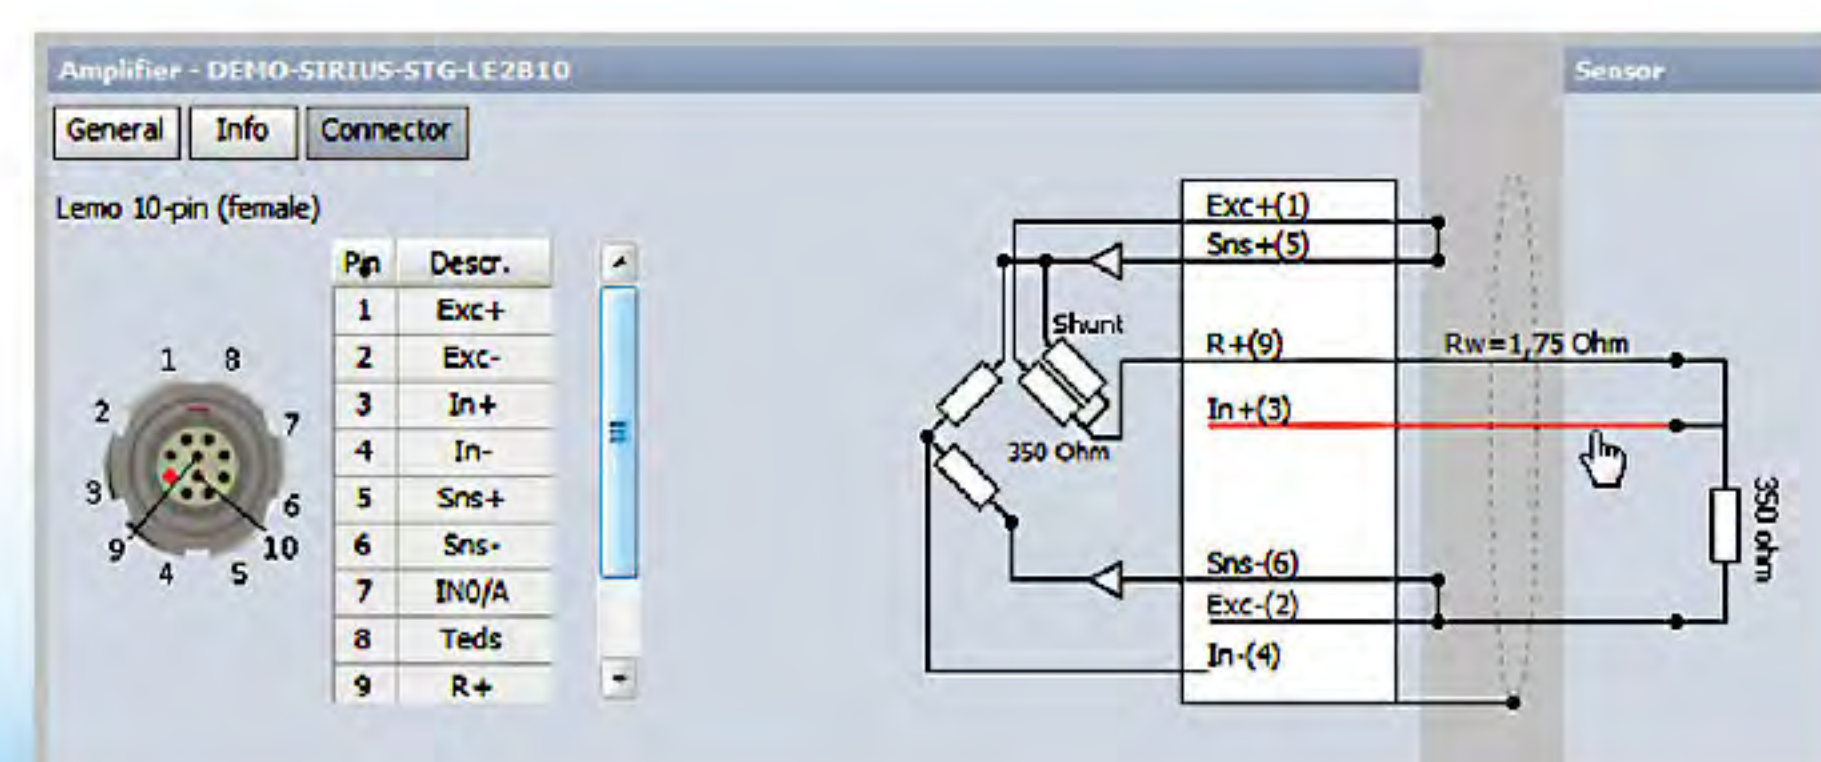 Amplifier - DEMO-SIRIUS-STG-LE2B10
Sensor
General Info Connector
Lemo 10-pin (female)
Pin Descr.
1 Exc+
2 Exc-
3 In+
4 In-
5 Sns+
6 Sns-
7 IN0/A
8 Teds
9 R+
1 8
2 7
3 6
9 10
4 5
Exc+(1)
Sns+(5)
Shunt
R+(9)
Rw=1,75 Ohm
In+(3)
350 Ohm
350 ohm
Sns-(6)
Exc-(2)
In-(4)